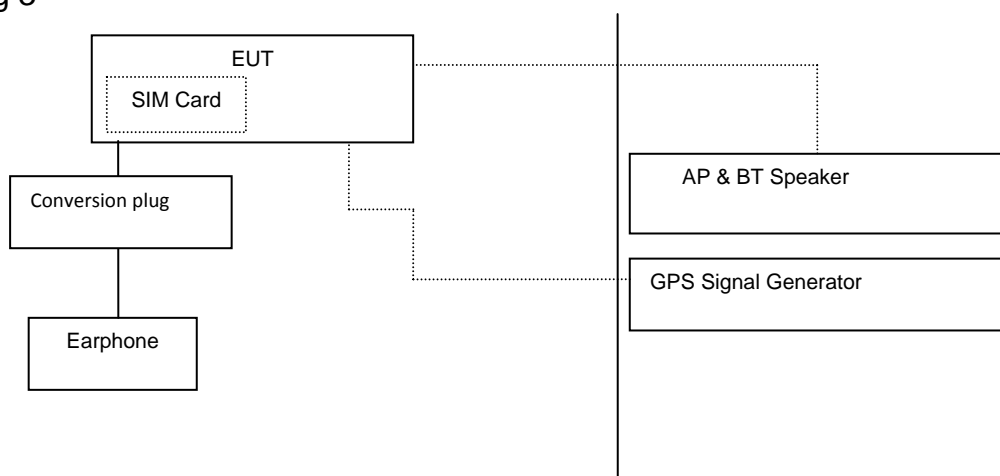 EUT
SIM Card
AP & BT Speaker
Conversion plug
GPS Signal Generator
Earphone